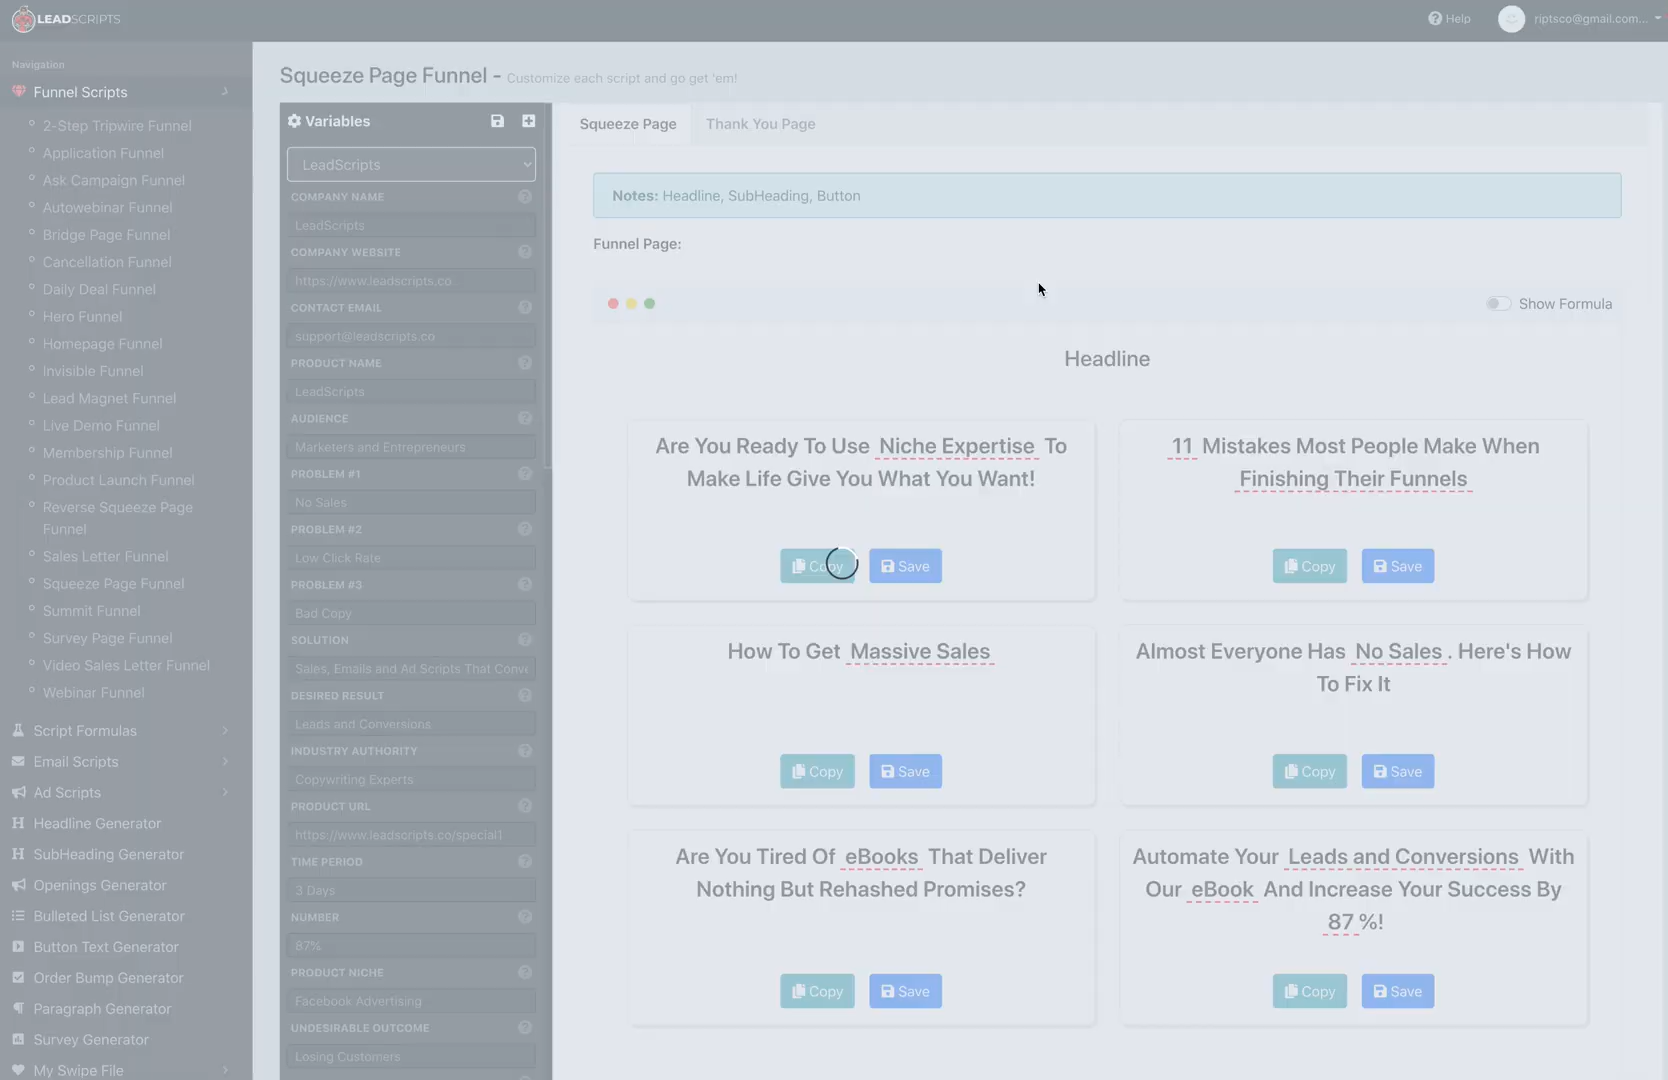 LEADSCRIPTS
Help
riptsco@gmail.com...
Navigation
Funnel Scripts
2-Step Tripwire Funnel
Application Funnel
Ask Campaign Funnel
Autowebinar Funnel
Bridge Page Funnel
Cancellation Funnel
Daily Deal Funnel
Hero Funnel
Homepage Funnel
Invisible Funnel
Lead Magnet Funnel
Live Demo Funnel
Membership Funnel
Product Launch Funnel
Reverse Squeeze Page
Funnel
Sales Letter Funnel
Squeeze Page Funnel
Summit Funnel
Survey Page Funnel
Video Sales Letter Funnel
Webinar Funnel
Script Formulas
Email Scripts
Ad Scripts
Headline Generator
SubHeading Generator
Openings Generator
Bulleted List Generator
Button Text Generator
Order Bump Generator
Paragraph Generator
Survey Generator
My Swipe File
Squeeze Page Funnel - Customize each script and go get 'em!
Variables
LeadScripts
COMPANY NAME
LeadScripts
COMPANY WEBSITE
https://www.leadscripts.co
CONTACT EMAIL
support@leadscripts.co
PRODUCT NAME
LeadScripts
AUDIENCE
Marketers and Entrepreneurs
PROBLEM #1
No Sales
PROBLEM #2
Low Click Rate
PROBLEM #3
Bad Copy
SOLUTION
Sales, Emails and Ad Scripts That Conve
DESIRED RESULT
Leads and Conversions
INDUSTRY AUTHORITY
Copywriting Experts
PRODUCT URL
https://www.leadscripts.co/special1
TIME PERIOD
3 Days
NUMBER
87%
PRODUCT NICHE
Facebook Advertising
UNDESIRABLE OUTCOME
Losing Customers
Squeeze Page
Thank You Page
Notes: Headline, SubHeading, Button
Funnel Page:
Show Formula
Headline
Are You Ready To Use Niche Expertise To
Make Life Give You What You Want!
Copy
Save
11 Mistakes Most People Make When
Finishing Their Funnels
Copy
Save
How To Get Massive Sales
Copy
Save
Almost Everyone Has No Sales . Here's How
To Fix It
Copy
Save
Are You Tired Of eBooks That Deliver
Nothing But Rehashed Promises?
Copy
Save
Automate Your Leads and Conversions With
Our eBook And Increase Your Success By
87 %!
Copy
Save